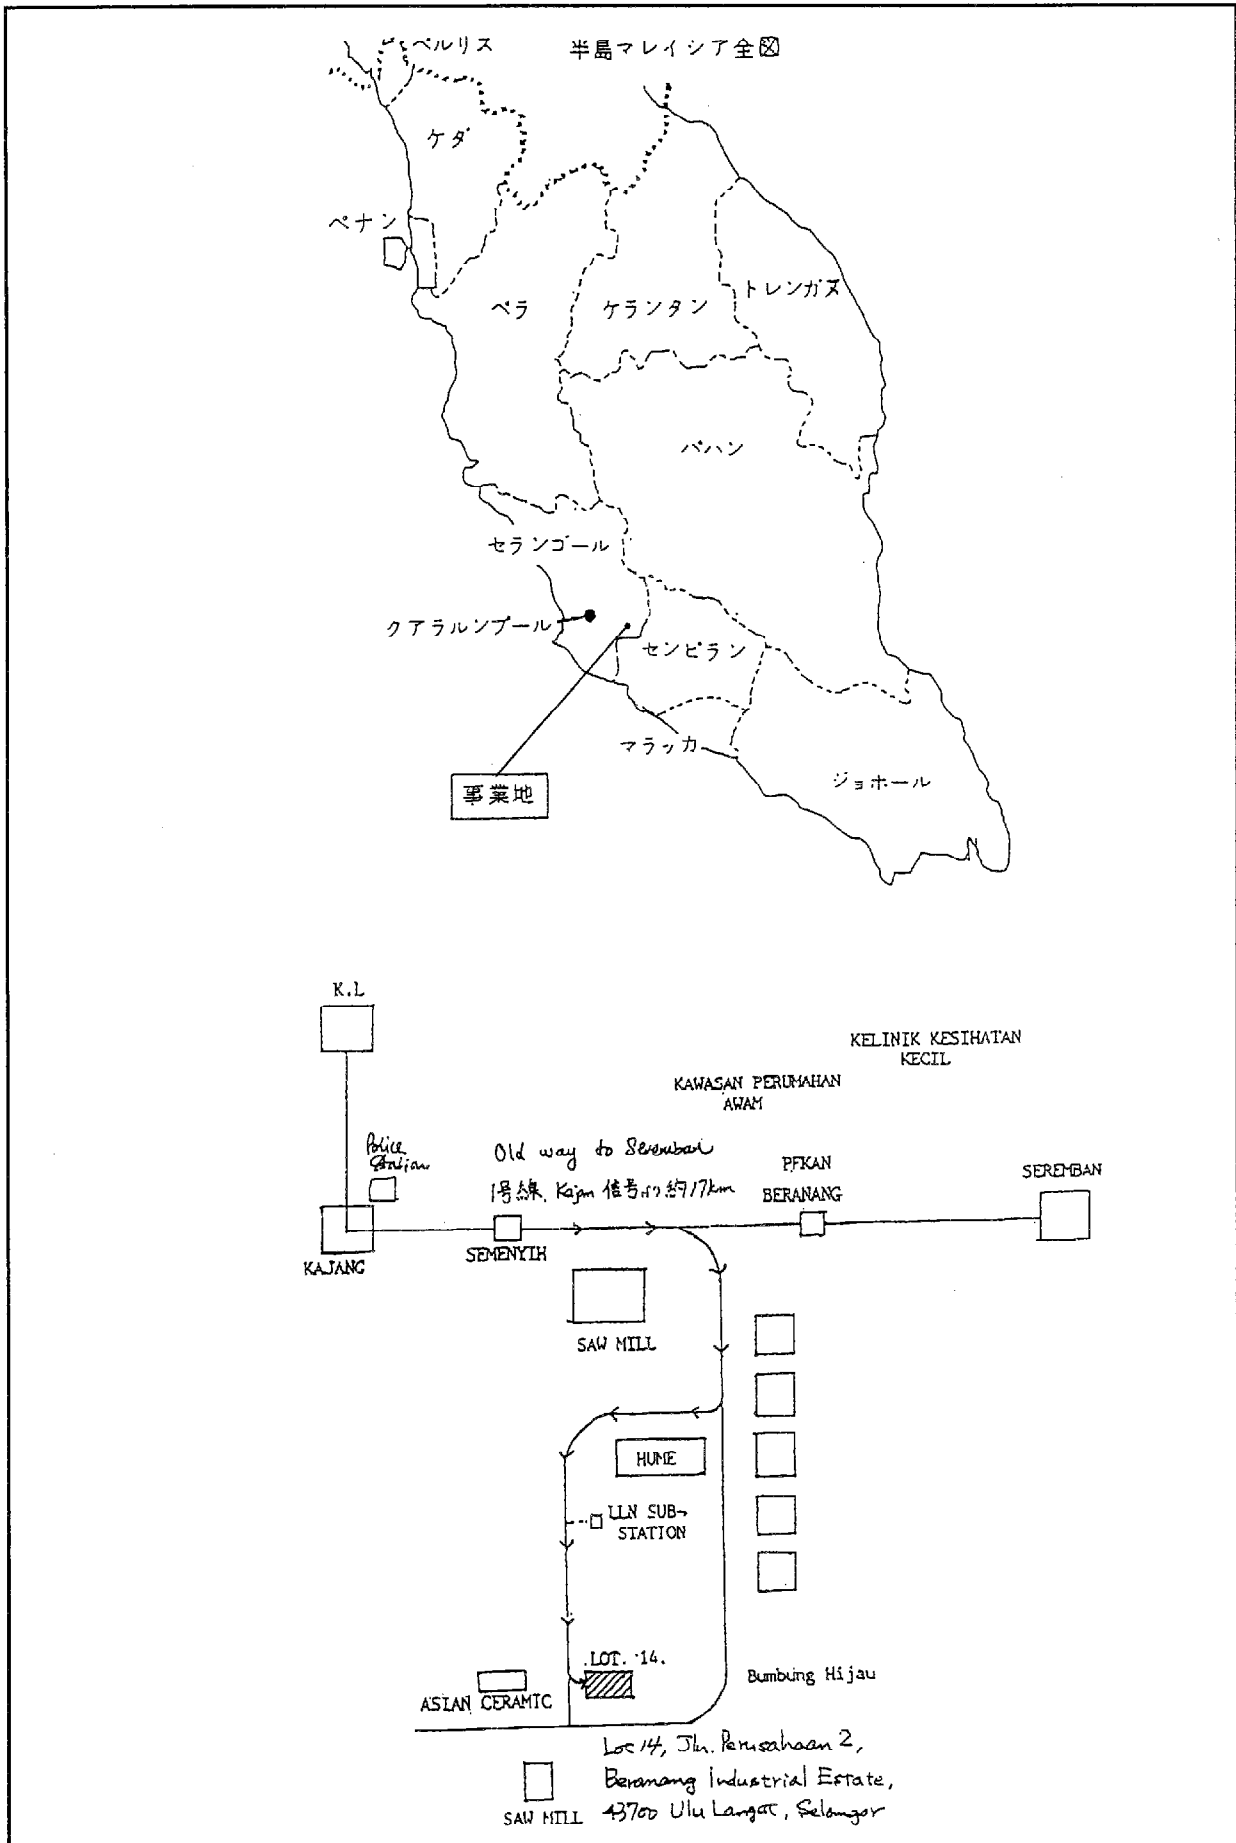 ペルリス
半島マレイシア全図
ケダ
ペナン
ペラ
ケランタン
トレンガヌ
パハン
セランゴール
クアラルンプール
センビラン
マラッカ
事業地
ジョホール
K.L
KELINIK KESIHATAN
KECIL
KAWASAN PERUMAHAN
AWAM
Police
Station
Old way to Seremban
1号線, Kajan 信号より約17km
PEKAN
BERANANG
SEREMBAN
KAJANG
SEMENYIH
SAW MILL
HUME
LLN SUB-
STATION
LOT. 14.
Bumbung Hijau
ASIAN CERAMIC
Lot 14, Jln. Perusahaan 2,
Beranang Industrial Estate,
43700 Ulu Langat, Selangor
SAW MILL